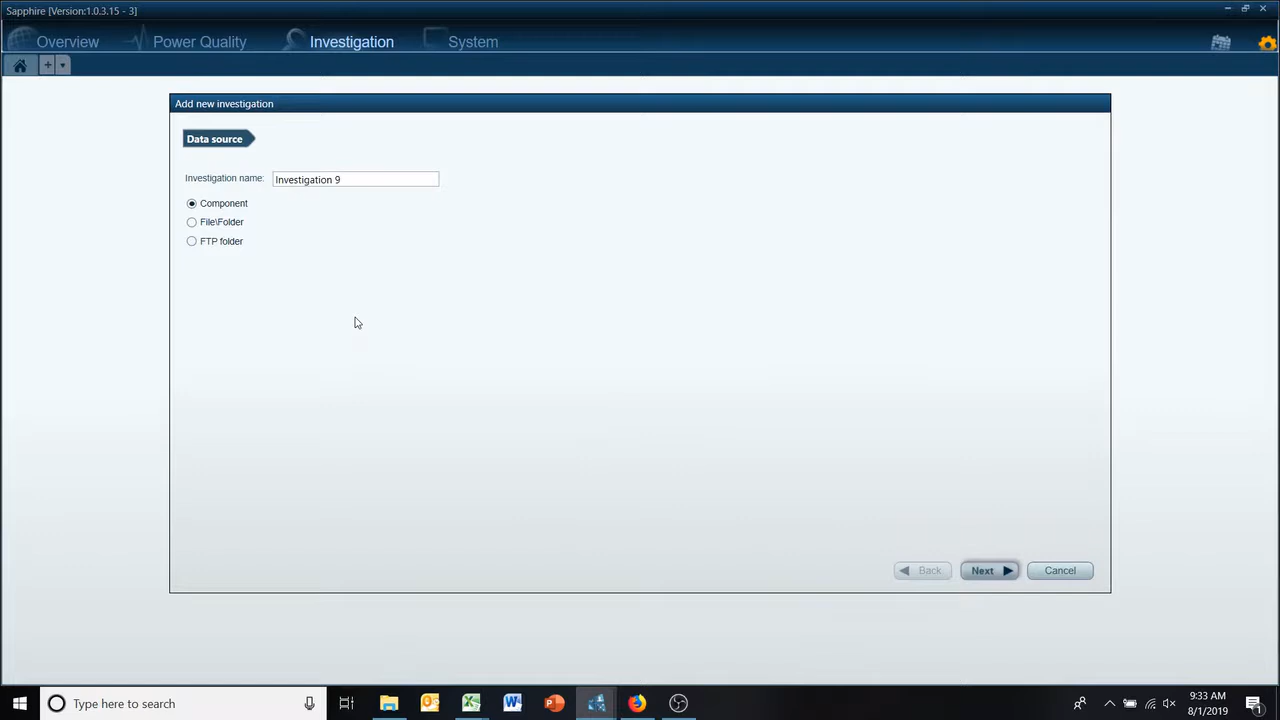 Sapphire [Version:1.0.3.15 - 3]
Overview
Power Quality
Investigation
System
+
Add new investigation
Data source
Investigation name:
Investigation 9
Component
File\Folder
FTP folder
Back
Next
Cancel
Type here to search
9:33 AM
8/1/2019
1